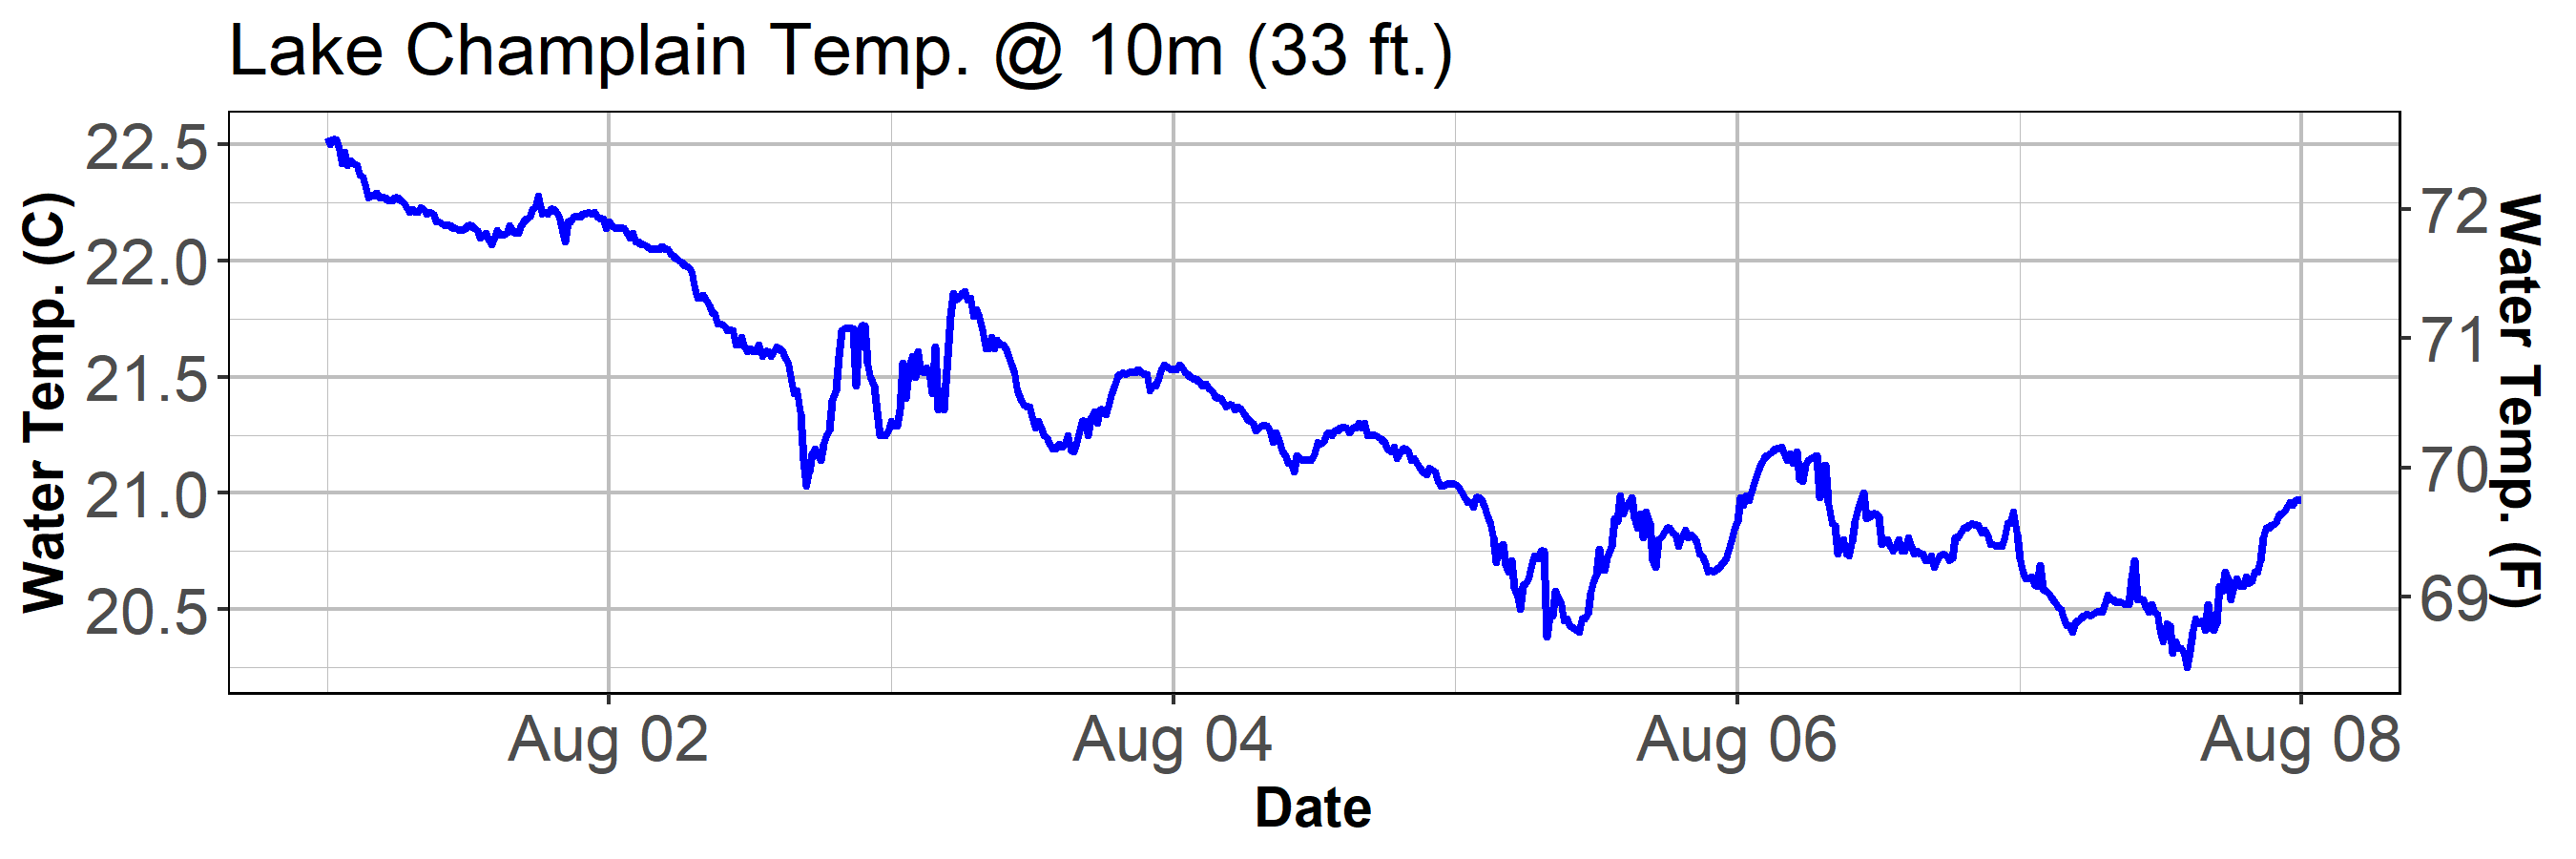 Lake Champlain Temp. @ 10m (33 ft.)
Water Temp. (C)
22.5
22.0
21.5
21.0
20.5
72
71
70
69
Water Temp. (F)
Aug 02 Aug 04 Aug 06 Aug 08
Date